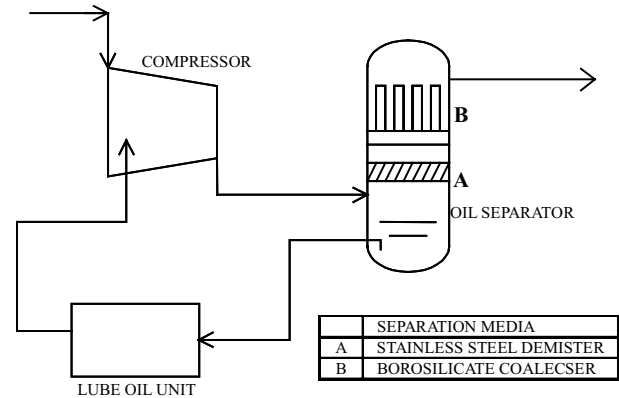 COMPRESSOR
B
A
OIL SEPARATOR
LUBE OIL UNIT
SEPARATION MEDIA
A STAINLESS STEEL DEMISTER
B BOROSILICATE COALECSER